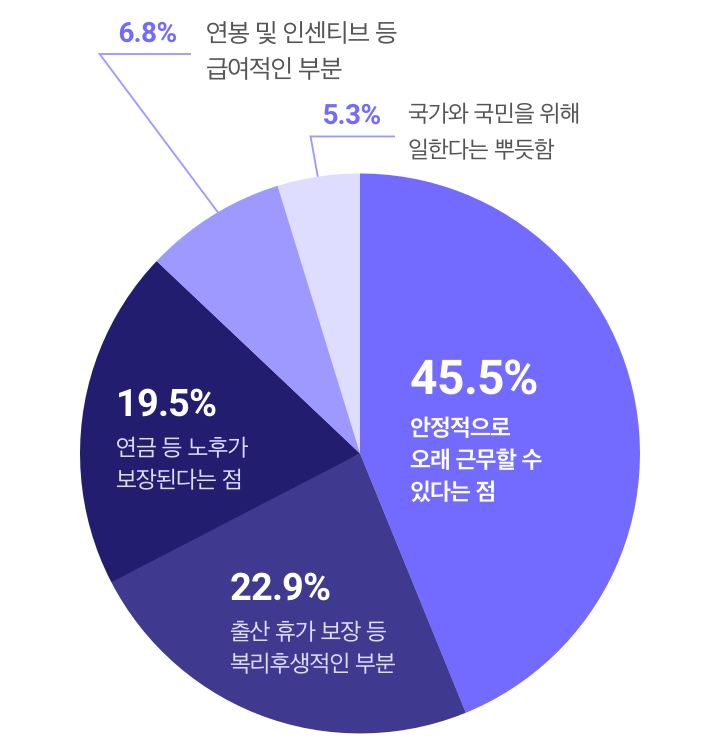 6.8%
연봉 및 인센티브 등
급여적인 부분
5.3%
국가와 국민을 위해
일한다는 뿌듯함
45.5%
안정적으로
오래 근무할 수
있다는 점
19.5%
연금 등 노후가
보장된다는 점
22.9%
출산 휴가 보장 등
복리후생적인 부분